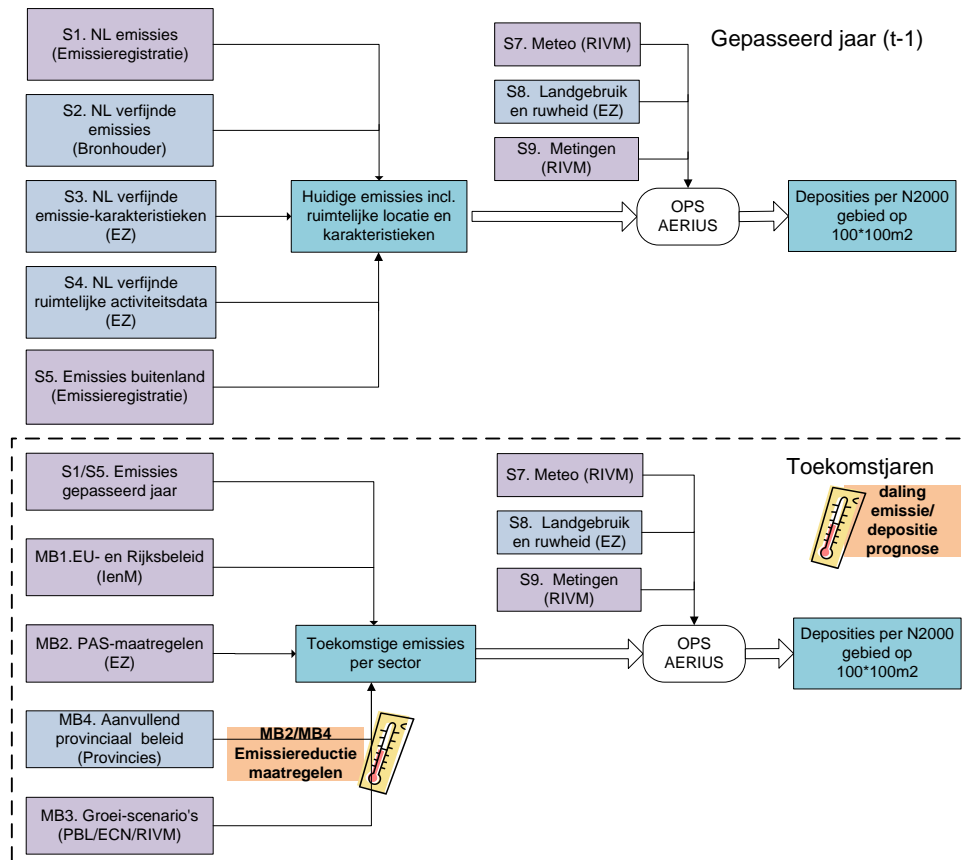 Gepasseerd jaar (t-1)
S1. NL emissies
(Emissieregistratie)
S2. NL verfijnde
emissies
(Bronhouder)
S3. NL verfijnde
emissie-karakteristieken
(EZ)
S4. NL verfijnde
ruimtelijke activiteitsdata
(EZ)
S5. Emissies buitenland
(Emissieregistratie)
Huidige emissies incl.
ruimtelijke locatie en
karakteristieken
S7. Meteo (RIVM)
S8. Landgebruik
en ruwheid (EZ)
S9. Metingen
(RIVM)
OPS
AERIUS
Deposities per N2000
gebied op
100*100m2
Toekomstjaren
daling
emissie/
depositie
prognose
S1/S5. Emissies
gepasseerd jaar
MB1.EU- en Rijksbeleid
(IenM)
MB2. PAS-maatregelen
(EZ)
MB4. Aanvullend
provinciaal beleid
(Provincies)
MB3. Groei-scenario's
(PBL/ECN/RIVM)
MB2/MB4
Emissiereductie
maatregelen
Toekomstige emissies
per sector
S7. Meteo (RIVM)
S8. Landgebruik
en ruwheid (EZ)
S9. Metingen
(RIVM)
OPS
AERIUS
Deposities per N2000
gebied op
100*100m2